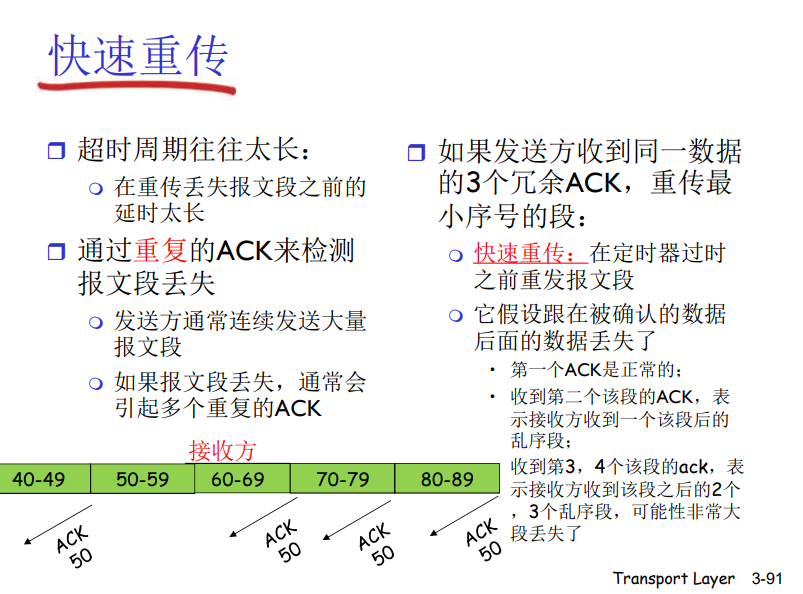 快速重传
超时周期往往太长：
在重传丢失报文段之前的
延时太长
通过重复的ACK来检测
报文段丢失
发送方通常连续发送大量
报文段
如果报文段丢失，通常会
引起多个重复的ACK
如果发送方收到同一数据
的3个冗余ACK，重传最
小序号的段：
快速重传：在定时器过时
之前重发报文段
它假设跟在被确认的数据
后面的数据丢失了
• 第一个ACK是正常的；
• 收到第二个该段的ACK，表
示接收方收到一个该段后的
乱序段；
收到第3，4个该段的ack，表
示接收方收到该段之后的2个
，3个乱序段，可能性非常大
段丢失了
接收方
40-49 50-59 60-69 70-79 80-89
ACK
50
ACK
50
ACK
50
ACK
50
Transport Layer 3-91